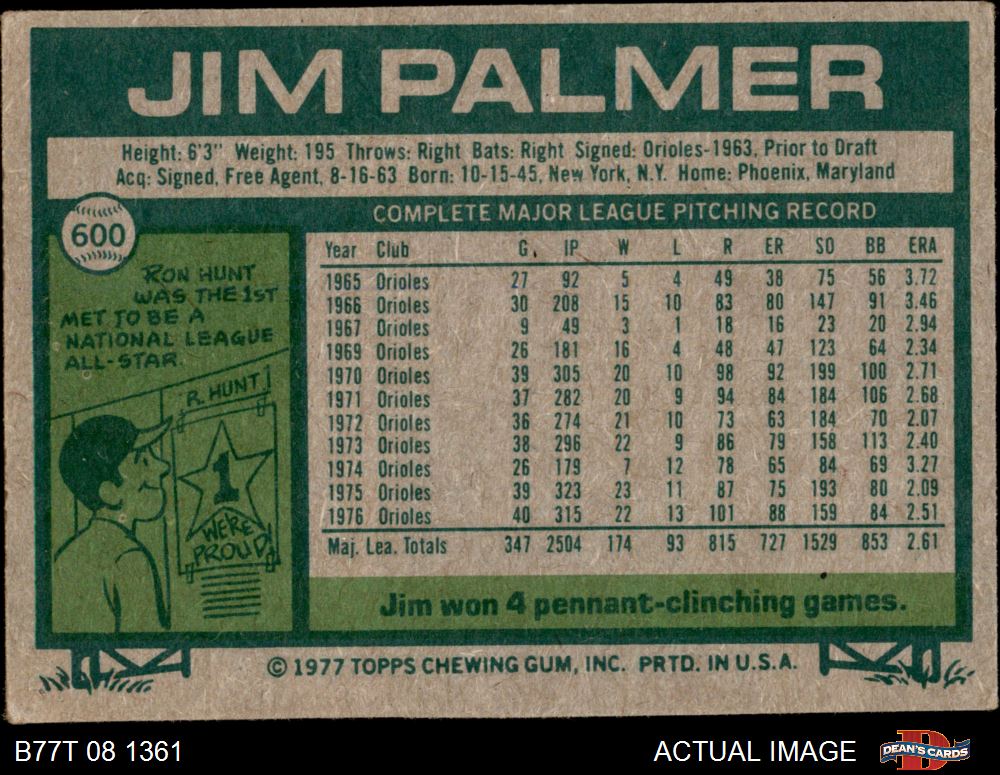 JIM PALMER
Height: 6'3" Weight: 195 Throws: Right Bats: Right Signed: Orioles-1963, Prior to Draft
Acq: Signed, Free Agent, 8-16-63 Born: 10-15-45, New York, N.Y. Home: Phoenix, Maryland
600
RON HUNT
WAS THE 1ST
MET TO BE A
NATIONAL LEAGUE
ALL-STAR.
R. HUNT
1
WE'RE
PROUD
COMPLETE MAJOR LEAGUE PITCHING RECORD
Year Club G. IP W L R ER SO BB ERA
1965 Orioles 27 92 5 4 49 38 75 56 3.72
1966 Orioles 30 208 15 10 83 80 147 91 3.46
1967 Orioles 9 49 3 1 18 16 23 20 2.94
1969 Orioles 26 181 16 4 48 47 123 64 2.34
1970 Orioles 39 305 20 10 98 92 199 100 2.71
1971 Orioles 37 282 20 9 94 84 184 106 2.68
1972 Orioles 36 274 21 10 73 63 184 70 2.07
1973 Orioles 38 296 22 9 86 79 158 113 2.40
1974 Orioles 26 179 7 12 78 65 84 69 3.27
1975 Orioles 39 323 23 11 87 75 193 80 2.09
1976 Orioles 40 315 22 13 101 88 159 84 2.51
Maj. Lea. Totals 347 2504 174 93 815 727 1529 853 2.61
Jim won 4 pennant-clinching games.
© 1977 TOPPS CHEWING GUM, INC. PRTD. IN U.S.A.
B77T 08 1361
ACTUAL IMAGE
DEAN'S CARDS